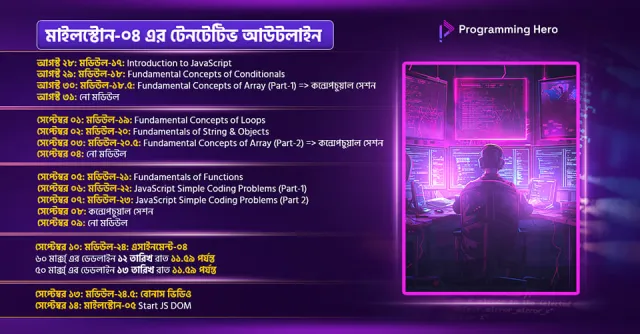 মাইলস্টোন-০৪ এর টেনটেটিভ আউটলাইন
Programming Hero
আগস্ট ২৮: মডিউল-১৭: Introduction to JavaScript
আগস্ট ২৯: মডিউল-১৮: Fundamental Concepts of Conditionals
আগস্ট ৩০: মডিউল-১৮.৫: Fundamental Concepts of Array (Part-1) => কন্সেপচুয়াল সেশন
আগস্ট ৩১: নো মডিউল
সেপ্টেম্বর ০১: মডিউল-১৯: Fundamental Concepts of Loops
সেপ্টেম্বর ০২: মডিউল-২০: Fundamentals of String & Objects
সেপ্টেম্বর ০৩: মডিউল-২০.৫: Fundamental Concepts of Array (Part-2) => কন্সেপচুয়াল সেশন
সেপ্টেম্বর ০৪: নো মডিউল
সেপ্টেম্বর ০৫: মডিউল-২১: Fundamentals of Functions
সেপ্টেম্বর ০৬: মডিউল-২২: JavaScript Simple Coding Problems (Part-1)
সেপ্টেম্বর ০৭: মডিউল-২৩: JavaScript Simple Coding Problems (Part 2)
সেপ্টেম্বর ০৮: কন্সেপচুয়াল সেশন
সেপ্টেম্বর ০৯: নো মডিউল
সেপ্টেম্বর ১০: মডিউল-২৪: এসাইনমেন্ট-০৪
৬০ মার্ক্স এর ডেডলাইন ১২ তারিখ রাত ১১.৫৯ পর্যন্ত
৫০ মার্ক্স এর ডেডলাইন ১৩ তারিখ রাত ১১.৫৯ পর্যন্ত
সেপ্টেম্বর ১৩: মডিউল-২৪.৫: বোনাস ভিডিও
সেপ্টেম্বর ১৪: মাইলস্টোন-০৫ Start JS DOM